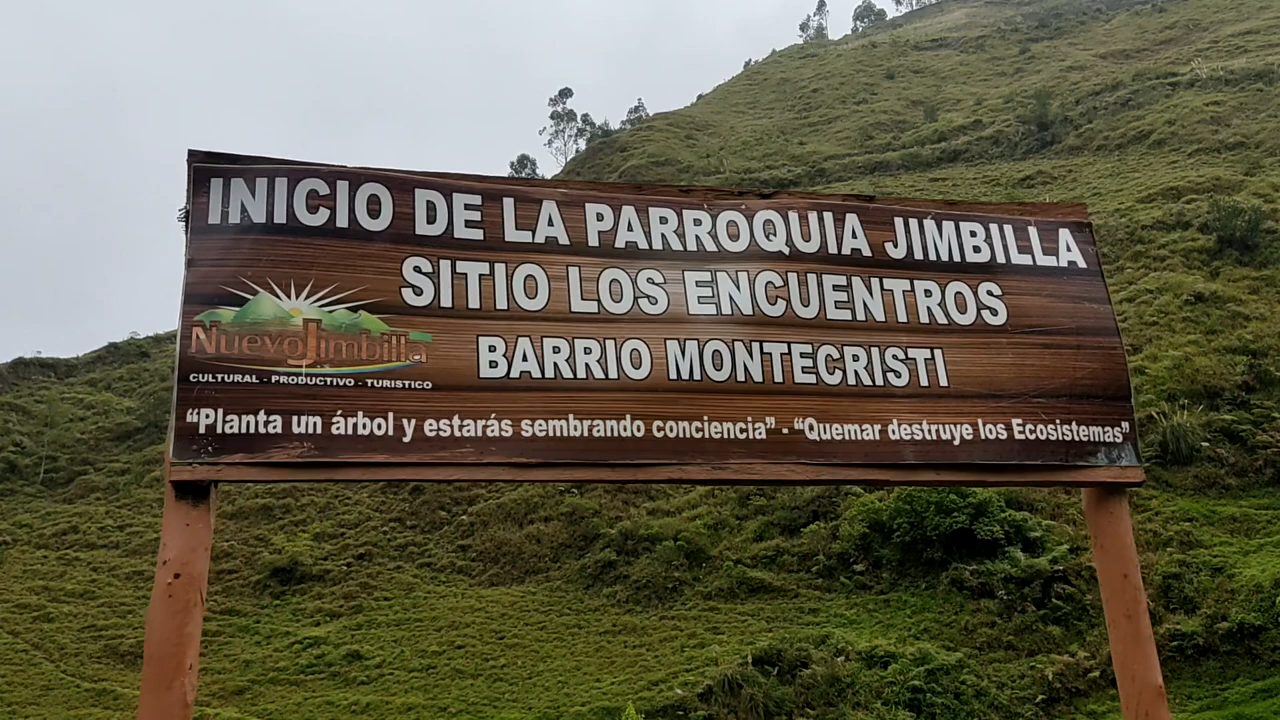 INICIO DE LA PARROQUIA JIMBILLA
SITIO LOS ENCUENTROS
BARRIO MONTECRISTI
NuevoJimbilla
CULTURAL - PRODUCTIVO - TURISTICO
“Planta un árbol y estarás sembrando conciencia” - “Quemar destruye los Ecosistemas”